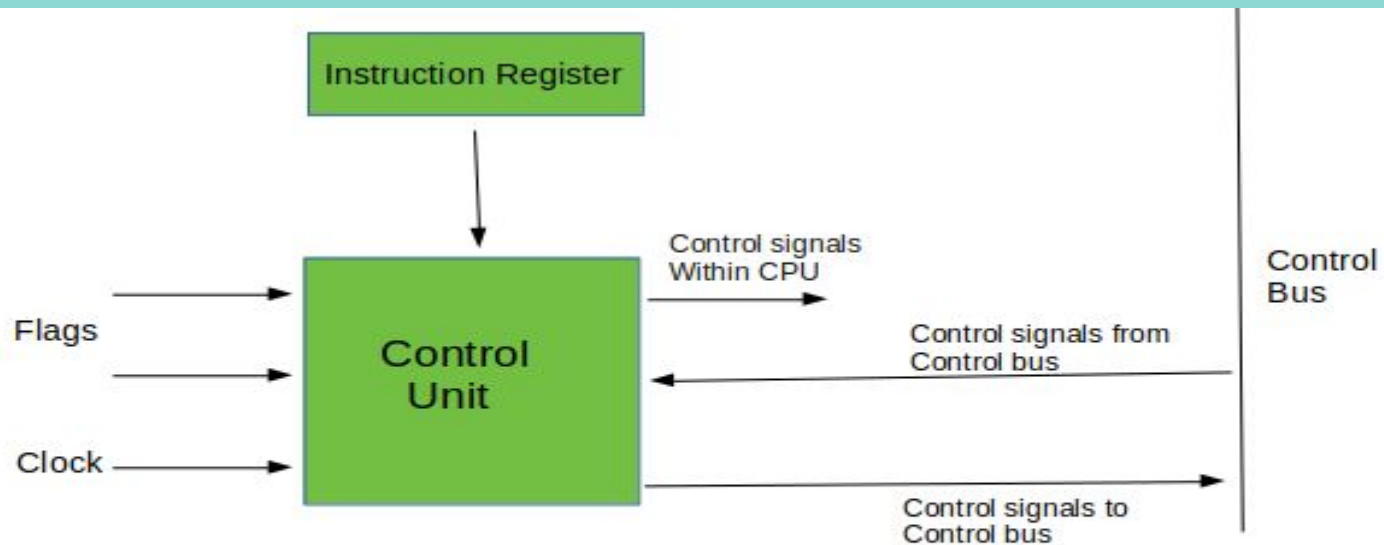 Instruction Register
Control signals
Within CPU
Control
Bus
Flags
Control signals from
Control bus
Control
Unit
Clock
Control signals to
Control bus